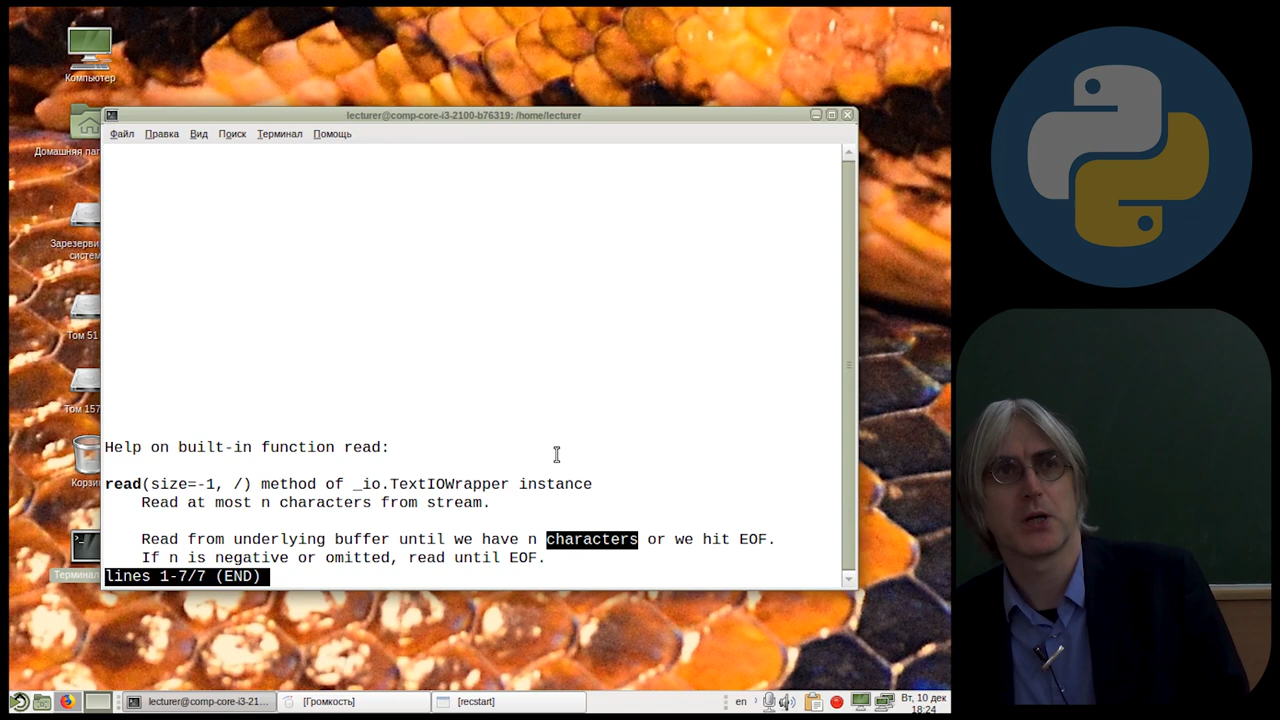 Компьютер
lecturer@comp-core-i3-2100-b76319: /home/lecturer
Файл Правка Вид Поиск Терминал Помощь
Домашняя пап
Зарезерви
систем
Том 51
Том 157
Корзи
Терминал
Help on built-in function read:
read(size=-1, /) method of _io.TextIOWrapper instance
Read at most n characters from stream.
Read from underlying buffer until we have n characters or we hit EOF.
If n is negative or omitted, read until EOF.
lines 1-7/7 (END)
lecturer@comp-core-i3-21...
[Громкость]
[recstart]
en
Вт, 10 дек
18:24